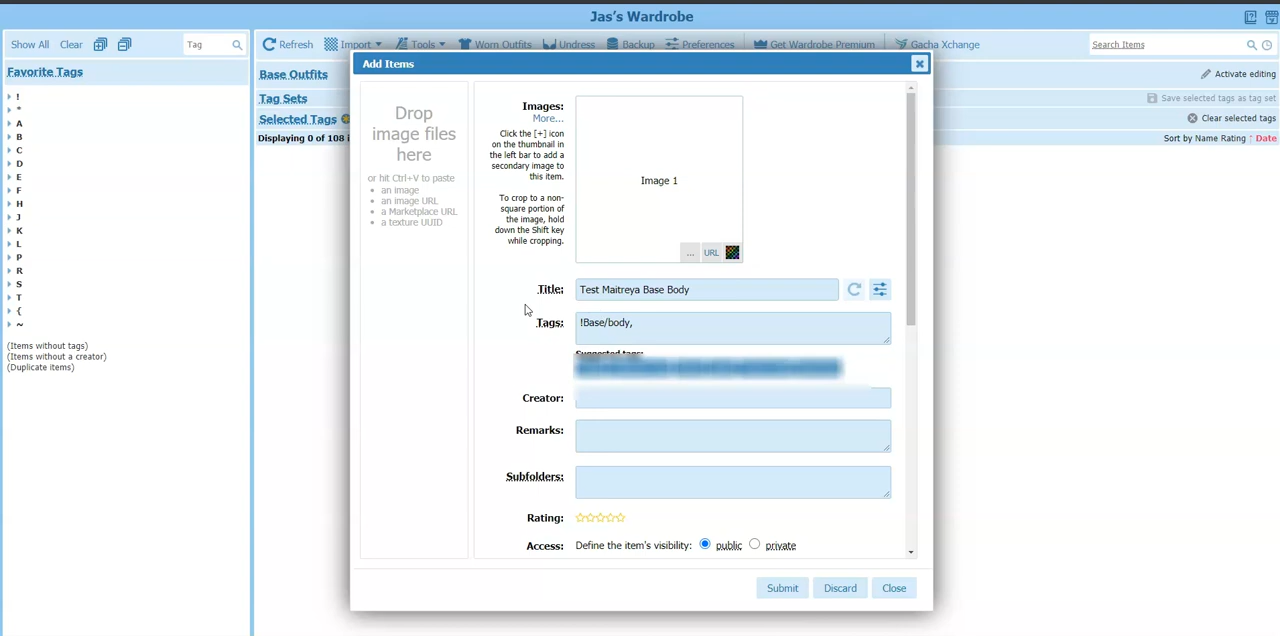 Jas's Wardrobe
Show All Clear Tag
Refresh Import Tools Worn Outfits Undress Backup Preferences Get Wardrobe Premium Gacha Xchange Search Items
Favorite Tags
!
*
A
B
C
D
E
F
H
J
K
L
P
R
S
T
{
~
(Items without tags)
(Items without a creator)
(Duplicate items)
Base Outfits
Activate editing
Tag Sets
Save selected tags as tag set
Selected Tags
Clear selected tags
Displaying 0 of 108
Sort by Name Rating Date
Add Items
Drop
image files
here
or hit Ctrl+V to paste
an image
an image URL
a Marketplace URL
a texture UUID
Images:
More...
Click the [+] icon
on the thumbnail in
the left bar to add a
secondary image to
this item.
To crop to a non-
square portion of
the image, hold
down the Shift key
while cropping.
Image 1
... URL
Title: Test Maitreya Base Body
Tags: !Base/body,
Suggested tags:
Creator:
Remarks:
Subfolders:
Rating:
Access: Define the item's visibility: public private
Submit Discard Close